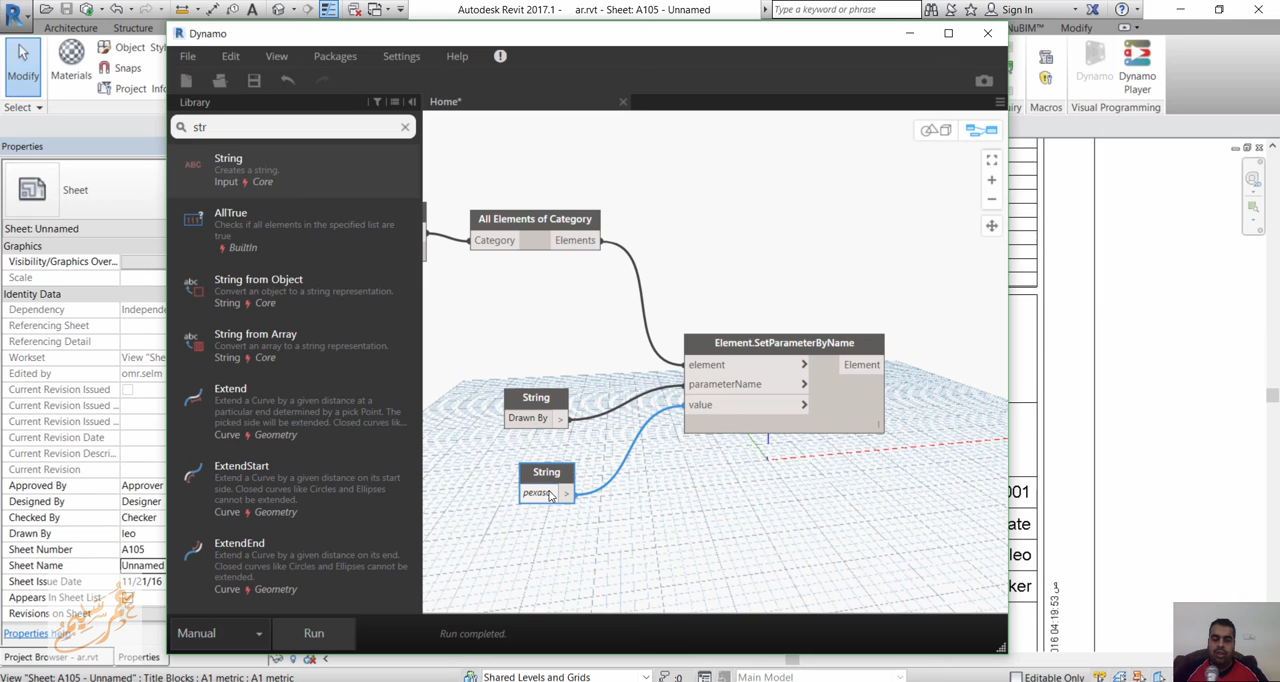 Autodesk Revit 2017.1 - ar.rvt - Sheet: A105 - Unnamed
Type a keyword or phrase
Sign In
Architecture Structure
NuBIM™ Modify
Modify
Materials
Object Styl
Snaps
Project Info
Select
Dynamo
Dynamo Player
iry Macros Visual Programming
Properties
Sheet
Sheet: Unnamed
Graphics
Visibility/Graphics Over...
Scale
Identity Data
Dependency Independe
Referencing Sheet
Referencing Detail
Workset View "She
Edited by omr.selm
Current Revision Issued
Current Revision Issued ..
Current Revision Issued ..
Current Revision Date
Current Revision Descri...
Current Revision
Approved By Approver
Designed By Designer
Checked By Checker
Drawn By leo
Sheet Number A105
Sheet Name Unnamed
Sheet Issue Date 11/21/16
Appears In Sheet List
Revisions on Sheet
Properties help
Project Browser - ar.rvt Properties
View "Sheet: A105 - Unnamed" : Title Blocks : A1 metric : A1 metric
Dynamo
File Edit View Packages Settings Help
Library
Home*
str
String
Creates a string.
Input Core
AllTrue
Checks if all elements in the specified list are
true
BuiltIn
String from Object
Convert an object to a string representation.
String Core
String from Array
Convert an array to a string representation.
String Core
Extend
Extend a Curve by a given distance at a
particular end determined by a pick Point. The
picked side will be extended. Closed curves lik...
Curve Geometry
ExtendStart
Extend a Curve by a given distance on its start
side. Closed curves like Circles and Ellipses
cannot be extended.
Curve Geometry
ExtendEnd
Extend a Curve by a given distance on its end.
Closed curves like Circles and Ellipses cannot be
extended.
Curve Geometry
All Elements of Category
Category Elements
Element.SetParameterByName
element > Element
parameterName >
value >
String
Drawn By >
String
>
Manual
Run
Run completed.
001
ate
leo
ker
2016 04:19:53 ص
Shared Levels and Grids
:0
Main Model
Editable Only